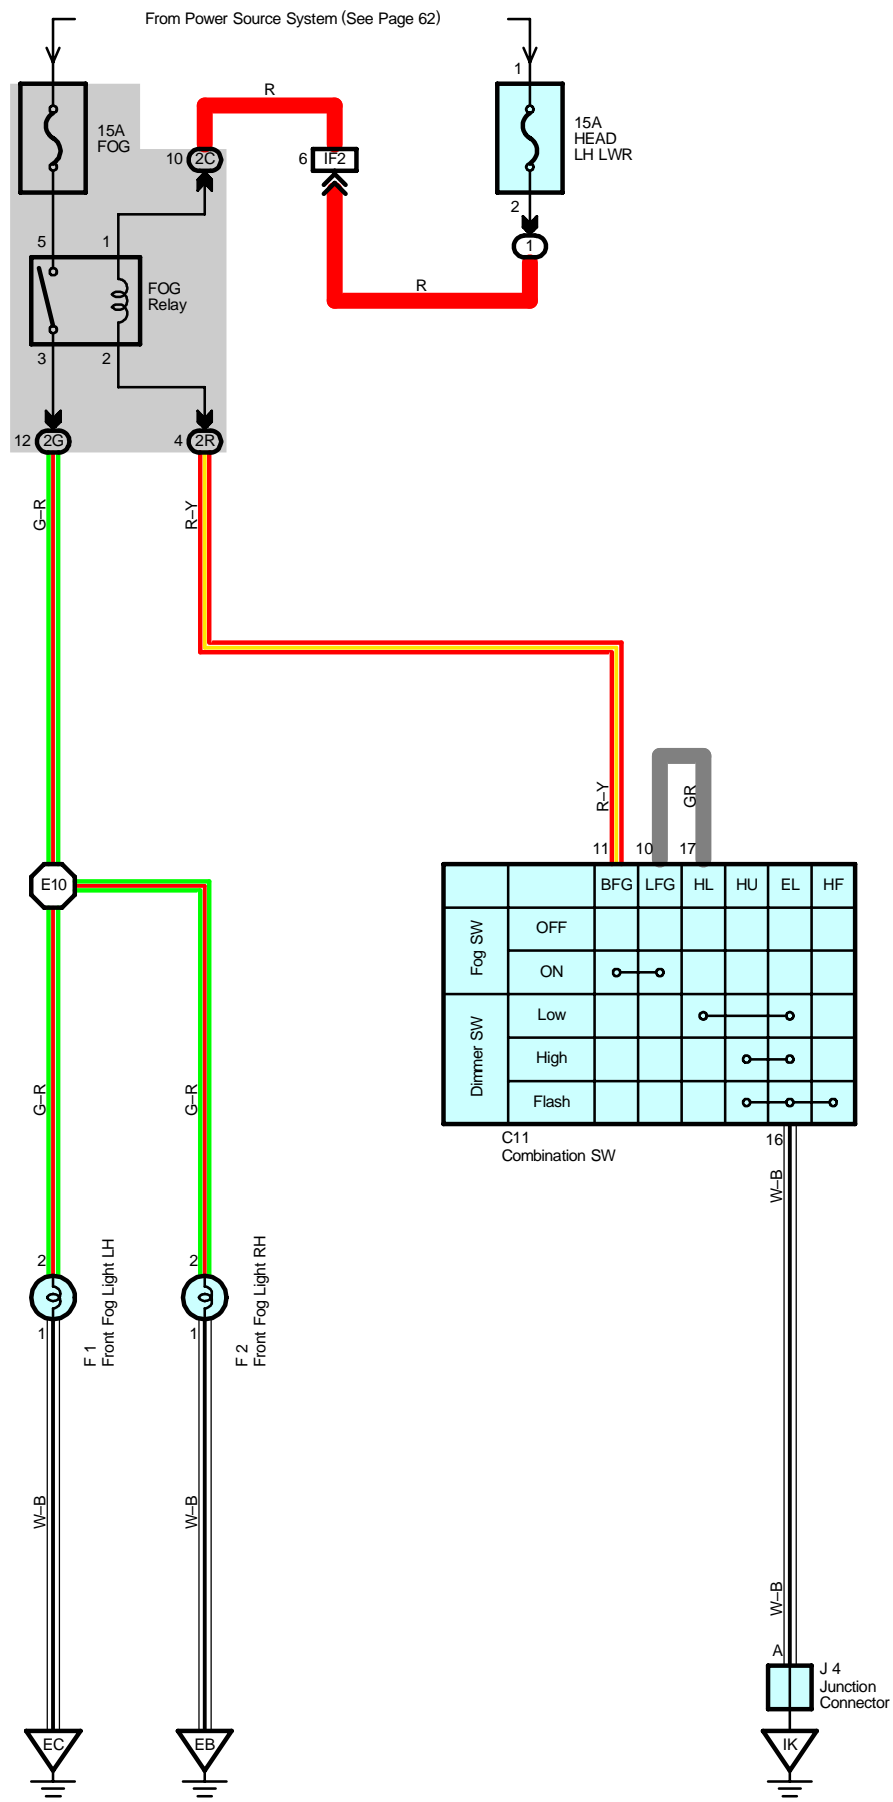 From Power Source System (See Page 62)
1
15A
FOG
R
10
2C
6
IF2
15A
HEAD
LH LWR
2
1
5
1
R
FOG
Relay
3
2
12
2G
4
2R
G–R
R–Y
R–Y
GR
11
10
17
E10
BFG
LFG
HL
HU
EL
HF
Fog SW
OFF
ON
Dimmer SW
Low
High
Flash
G–R
G–R
C11
Combination SW
16
W–B
2
2
F 1
Front Fog Light LH
F 2
Front Fog Light RH
1
1
W–B
W–B
W–B
A
J 4
Junction
Connector
EC
EB
IK